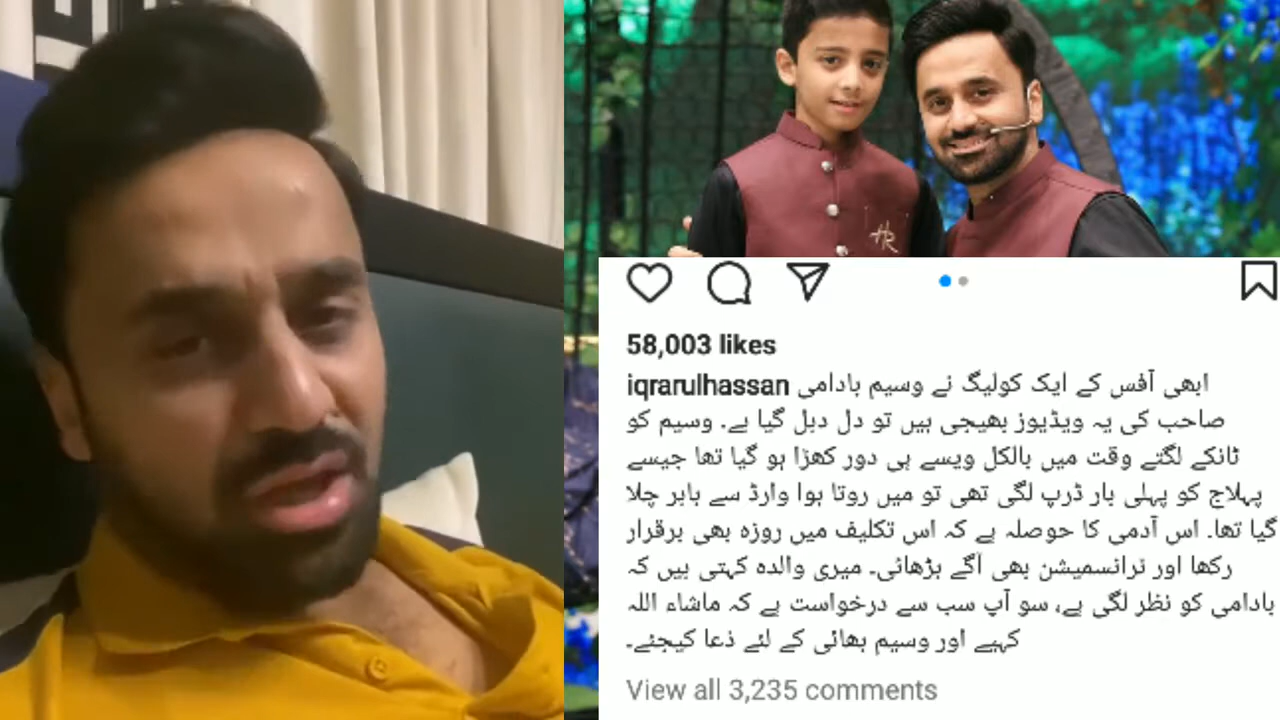 HR
58,003 likes
iqrarulhassan ابھی آفس کے ایک کولیگ نے وسیم بادامی
صاحب کی یہ ویڈیوز بھیجی ہیں تو دل دہل گیا ہے۔ وسیم کو
ٹانکے لگتے وقت میں بالکل ویسے ہی دور کھڑا ہو گیا تھا جیسے
پہلاج کو پہلی بار ڈرپ لگی تھی تو میں روتا ہوا وارڈ سے باہر چلا
گیا تھا۔ اس آدمی کا حوصلہ ہے کہ اس تکلیف میں روزہ بھی برقرار
رکھا اور ٹرانسمیشن بھی آگے بڑھائی۔ میری والدہ کہتی ہیں کہ
بادامی کو نظر لگی ہے، سو آپ سب سے درخواست ہے کہ ماشاء اللہ
کہیے اور وسیم بھائی کے لئے دعا کیجئے۔
View all 3,235 comments